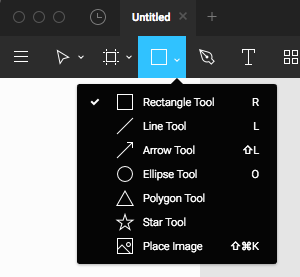 Untitled
Rectangle Tool R
Line Tool L
Arrow Tool ⇧L
Ellipse Tool O
Polygon Tool
Star Tool
Place Image ⇧⌘K